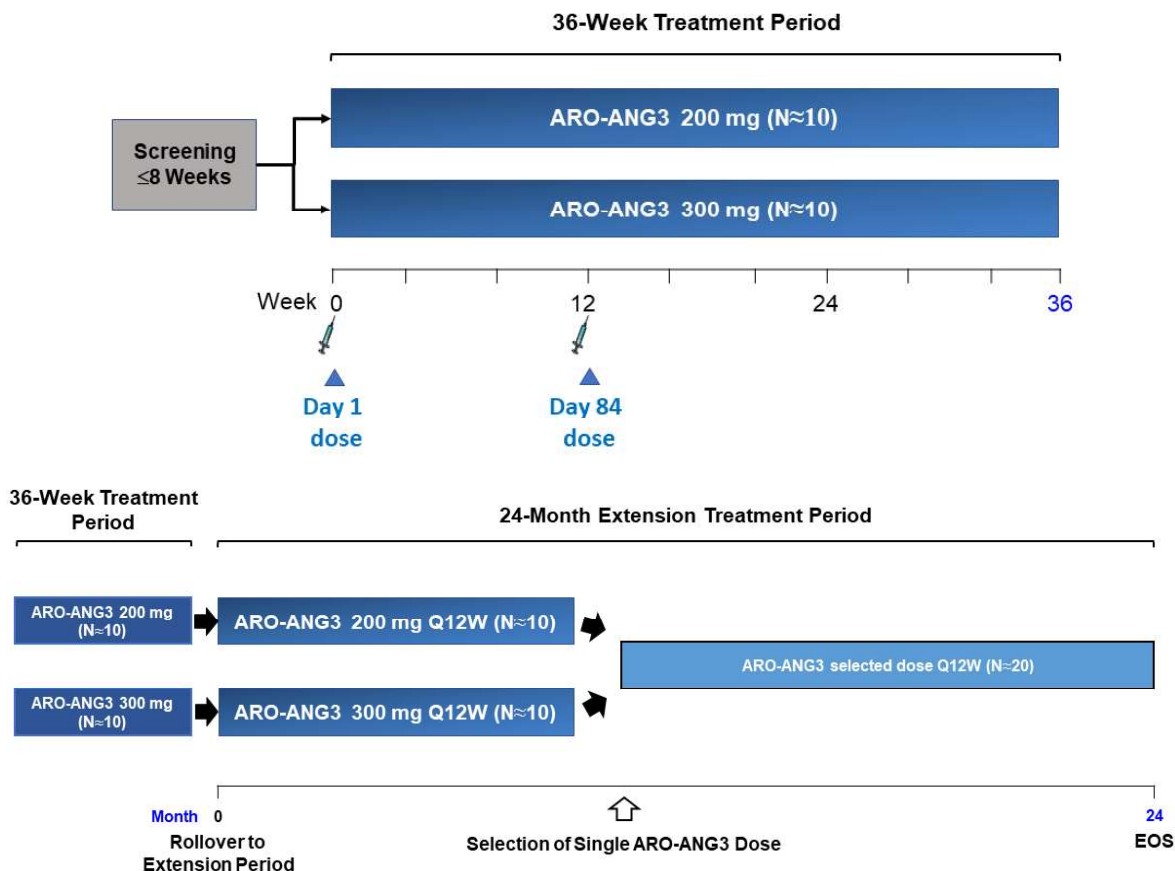 36-Week Treatment Period
Screening
≤8 Weeks
ARO-ANG3 200 mg (N≈10)
ARO-ANG3 300 mg (N≈10)
Week 0 12 24 36
Day 1
dose
Day 84
dose
36-Week Treatment
Period
24-Month Extension Treatment Period
ARO-ANG3 200 mg
(N≈10)
ARO-ANG3 200 mg Q12W (N≈10)
ARO-ANG3 selected dose Q12W (N≈20)
ARO-ANG3 300 mg
(N≈10)
ARO-ANG3 300 mg Q12W (N≈10)
Month 0 24
Rollover to
Extension Period
Selection of Single ARO-ANG3 Dose
EOS